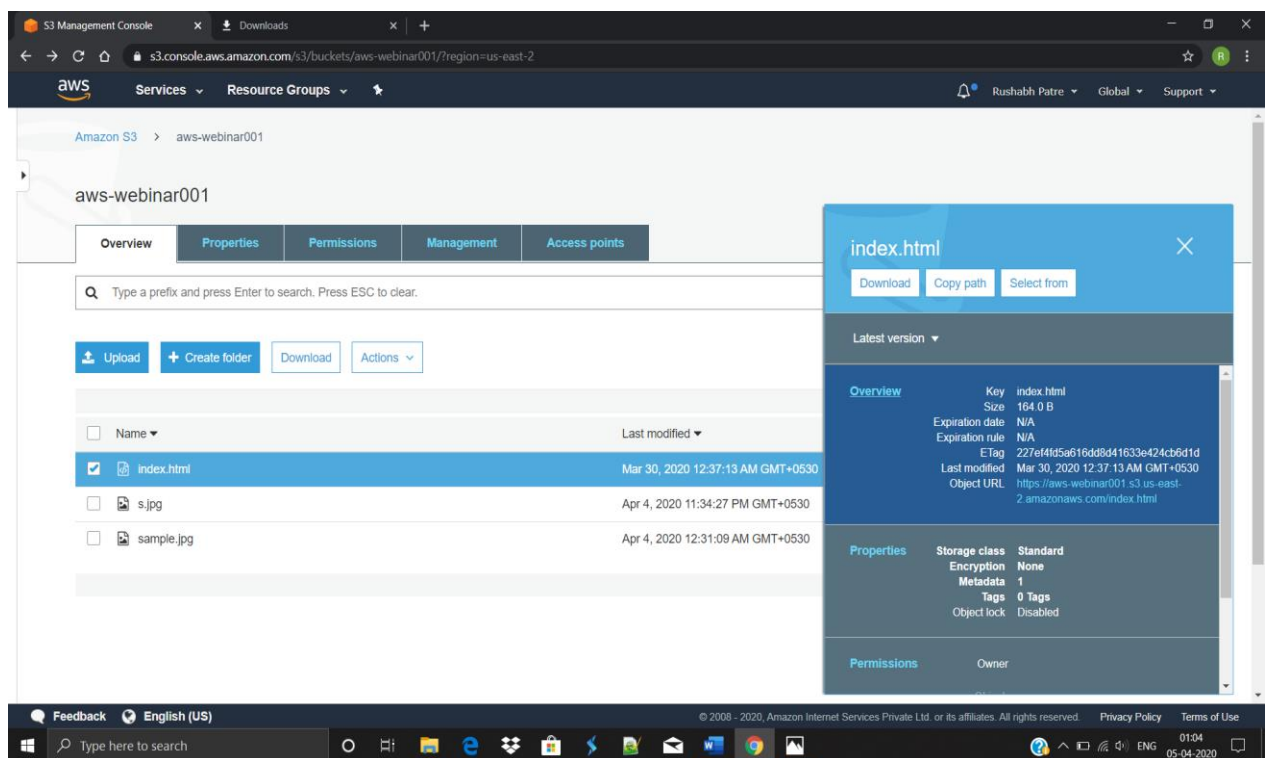 S3 Management Console
Downloads
s3.console.aws.amazon.com/s3/buckets/aws-webinar001/?region=us-east-2
R
aws
Services
Resource Groups
Rushabh Patre
Global
Support
Amazon S3 > aws-webinar001
aws-webinar001
Overview
Properties
Permissions
Management
Access points
Type a prefix and press Enter to search. Press ESC to clear.
Upload
+ Create folder
Download
Actions
Name
Last modified
index.html
Mar 30, 2020 12:37:13 AM GMT+0530
s.jpg
Apr 4, 2020 11:34:27 PM GMT+0530
sample.jpg
Apr 4, 2020 12:31:09 AM GMT+0530
index.html
Download
Copy path
Select from
Latest version
Overview
Key index.html
Size 164.0 B
Expiration date N/A
Expiration rule N/A
ETag 227ef4fd5a616dd8d41633e424cb6d1d
Last modified Mar 30, 2020 12:37:13 AM GMT+0530
Object URL https://aws-webinar001.s3.us-east-
2.amazonaws.com/index.html
Properties
Storage class Standard
Encryption None
Metadata 1
Tags 0 Tags
Object lock Disabled
Permissions
Owner
Feedback
English (US)
© 2008 - 2020, Amazon Internet Services Private Ltd. or its affiliates. All rights reserved.
Privacy Policy
Terms of Use
Type here to search
ENG
01:04
05-04-2020